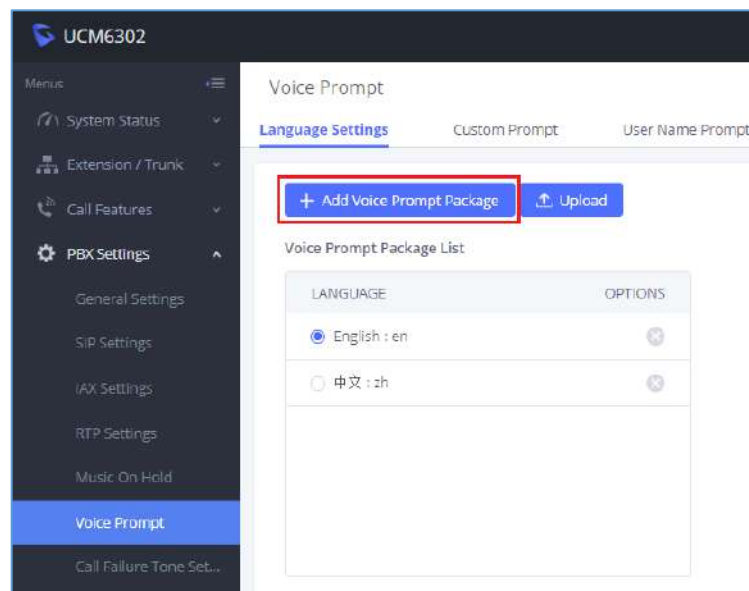 UCM6302
Menus
System Status
Extension / Trunk
Call Features
PBX Settings
General Settings
SIP Settings
IAX Settings
RTP Settings
Music On Hold
Voice Prompt
Call Failure Tone Set...
Voice Prompt
Language Settings Custom Prompt User Name Prompt
+ Add Voice Prompt Package Upload
Voice Prompt Package List
LANGUAGE OPTIONS
English : en
中文 : zh